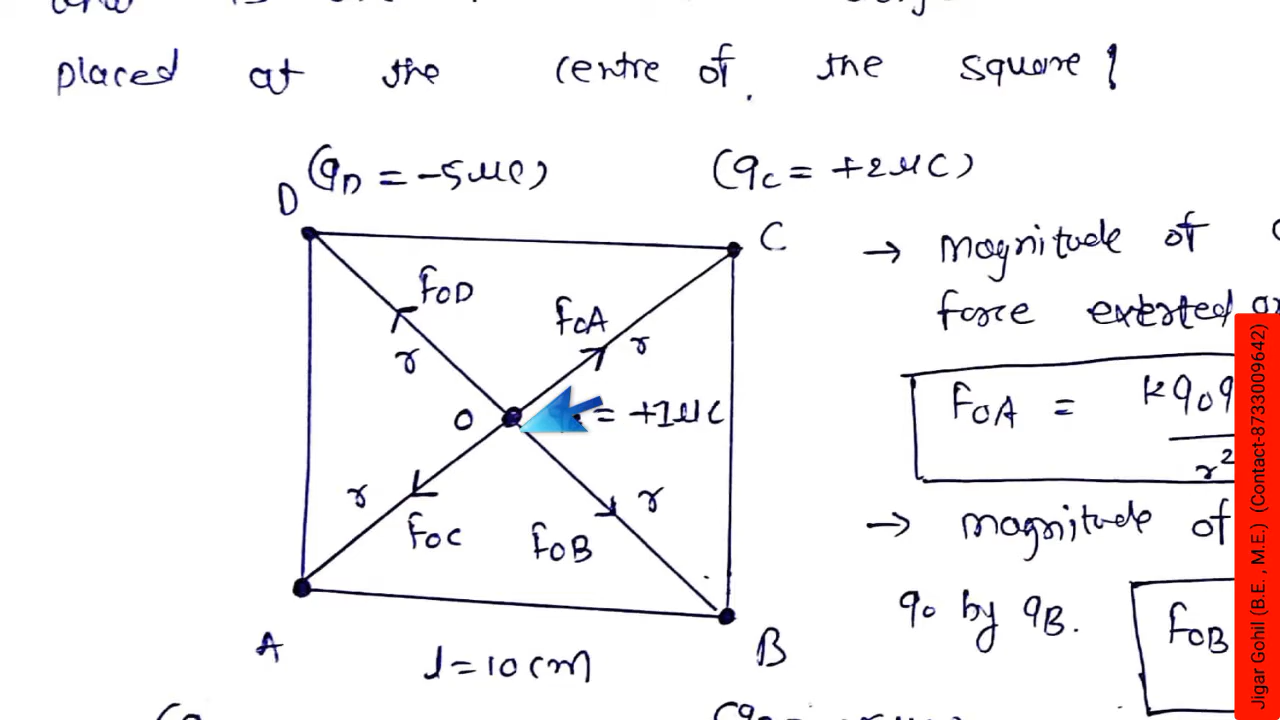 placed at the centre of the square?
(qD = -5μC) (qC = +2μC)
D
C
→ magnitude of
FOD
FOA
force exerted
r
r
FOA = kq0q
r²
O = +1μC
r
r
FOC
FOB
→ magnitude of
q0 by qB.
FOB
A
B
l = 10 cm
Jigar Gohil (B.E. , M.E.) (Contact-8733009642)